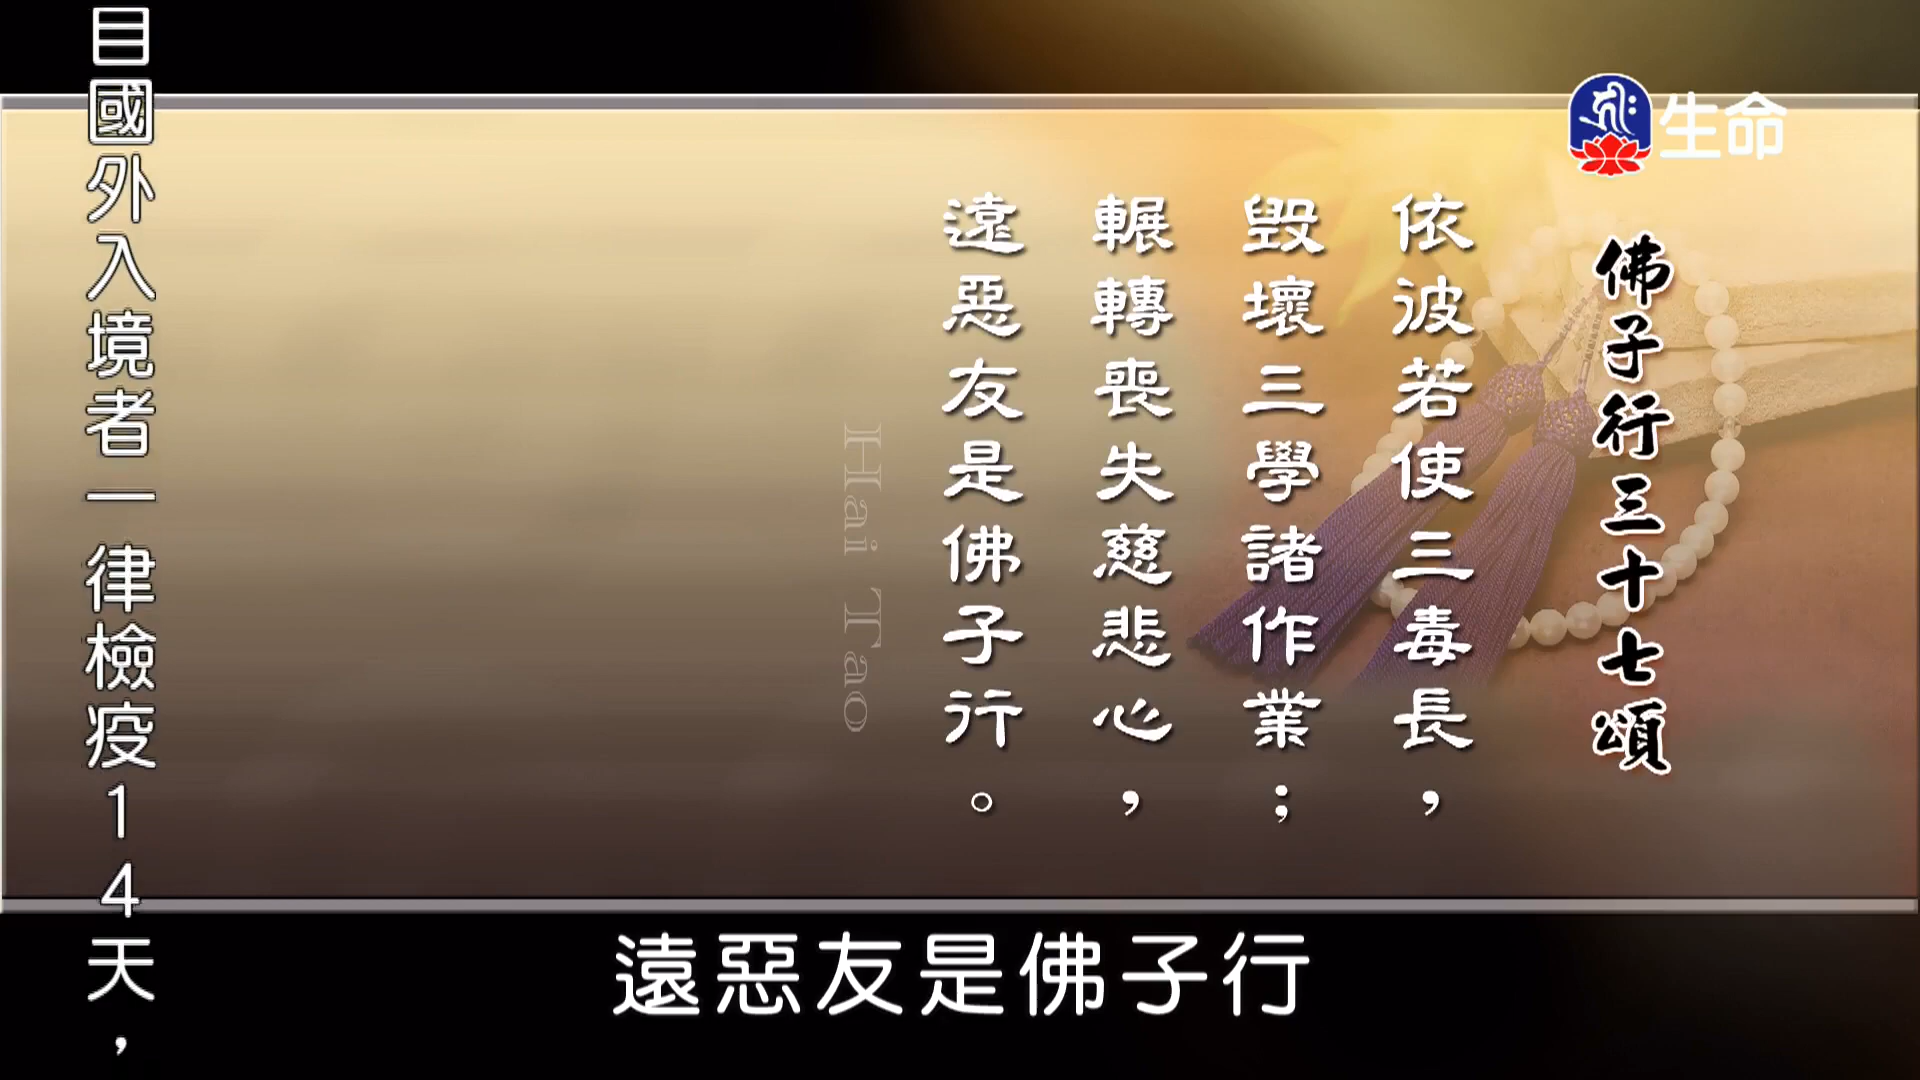 生命
佛子行三十七頌
依波若使三毒長，
毀壞三學諸作業；
輾轉喪失慈悲心，
遠惡友是佛子行。
Hai Tao
自國外入境者一律檢疫14天，
遠惡友是佛子行